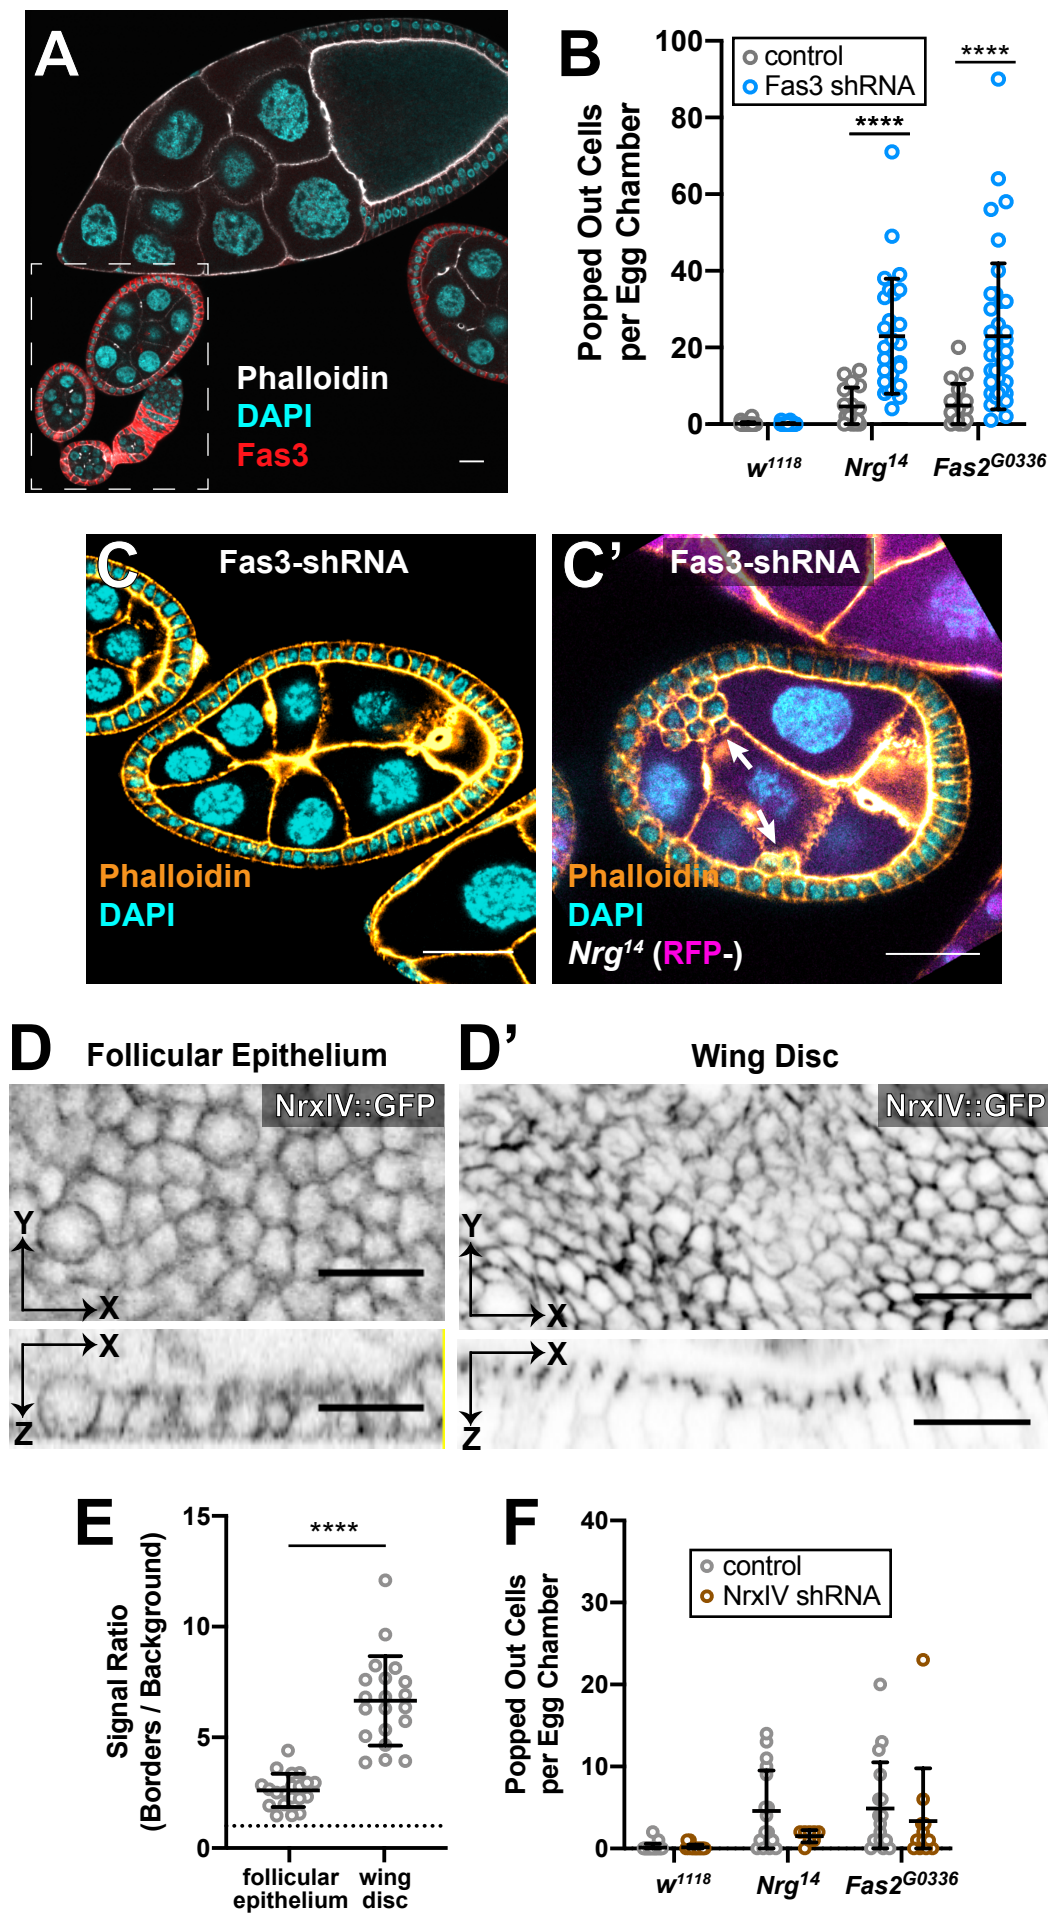 A
Phalloidin
DAPI
Fas3
B
Popped Out Cells
per Egg Chamber
100
80
60
40
20
0
control
Fas3 shRNA
****
****
w1118
Nrg14
Fas2G0336
C
Fas3-shRNA
Phalloidin
DAPI
C’
Fas3-shRNA
Phalloidin
DAPI
Nrg14 (RFP-)
D
Follicular Epithelium
NrxIV::GFP
Y
X
X
Z
D’
Wing Disc
NrxIV::GFP
Y
X
X
Z
E
Signal Ratio
(Borders / Background)
15
10
5
0
****
follicular
epithelium
wing
disc
F
Popped Out Cells
per Egg Chamber
40
30
20
10
0
control
NrxIV shRNA
w1118
Nrg14
Fas2G0336